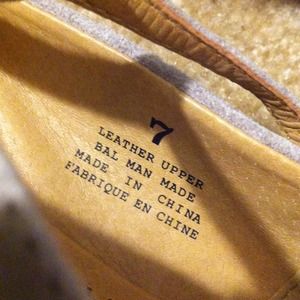 7
LEATHER UPPER
BAL MAN MADE
MADE IN CHINA
FABRIQUE EN CHINE